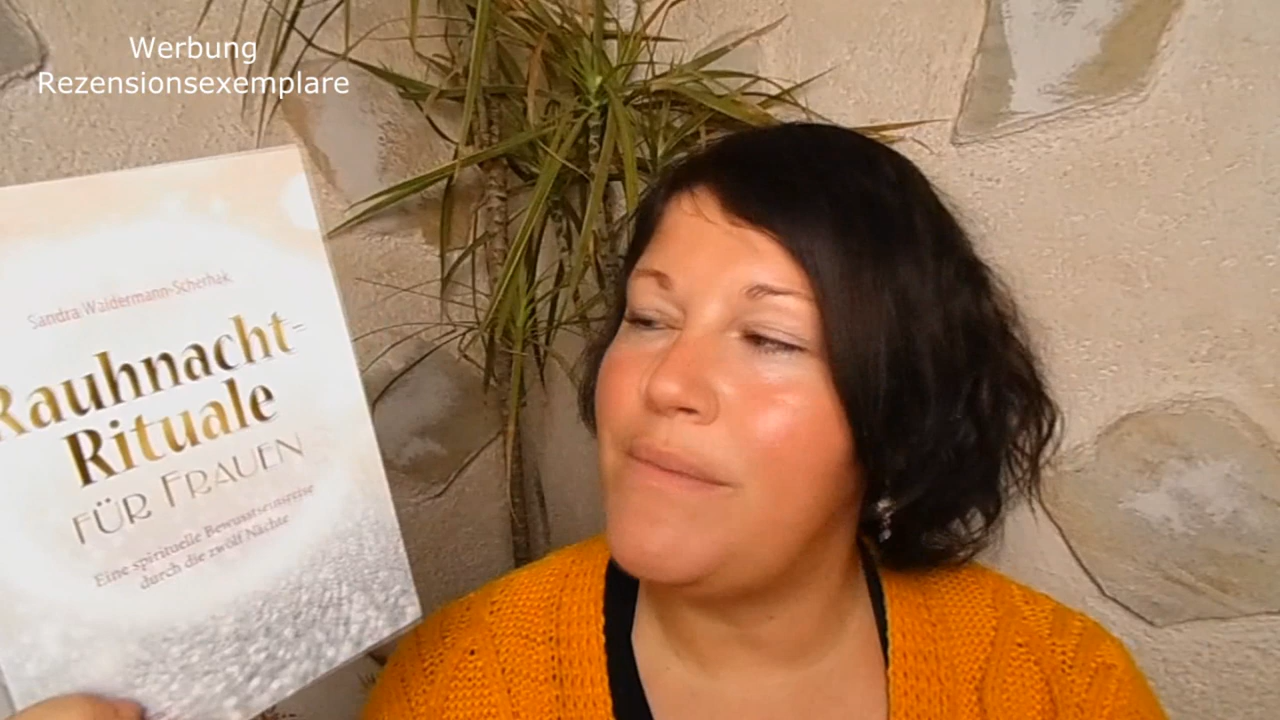 Werbung
Rezensionsexemplare
Sandra Waldermann-Scherhak
Rauhnacht-
Rituale
FÜR FRAUEN
Eine spirituelle Bewusstseinsreise
durch die zwölf Nächte